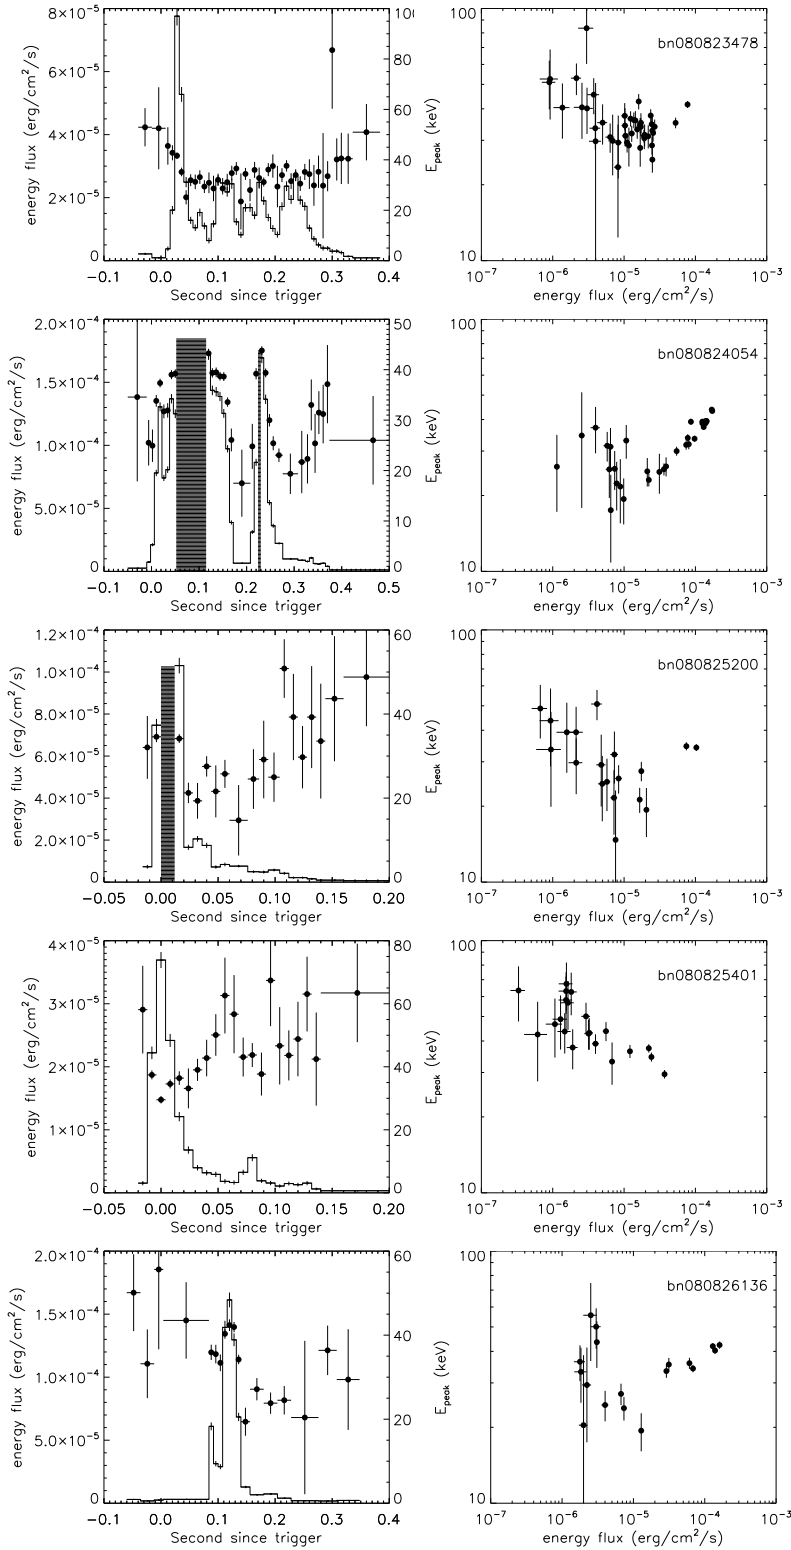 8×10⁻⁵
6×10⁻⁵
4×10⁻⁵
2×10⁻⁵
0
energy flux (erg/cm²/s)
100
80
60
40
20
0
E_peak (keV)
−0.1 0.0 0.1 0.2 0.3 0.4
Second since trigger
100
10
bn080823478
10⁻⁷ 10⁻⁶ 10⁻⁵ 10⁻⁴ 10⁻³
energy flux (erg/cm²/s)
2.0×10⁻⁴
1.5×10⁻⁴
1.0×10⁻⁴
5.0×10⁻⁵
0
energy flux (erg/cm²/s)
50
40
30
20
10
0
E_peak (keV)
−0.1 0.0 0.1 0.2 0.3 0.4 0.5
Second since trigger
100
10
bn080824054
10⁻⁷ 10⁻⁶ 10⁻⁵ 10⁻⁴ 10⁻³
energy flux (erg/cm²/s)
1.2×10⁻⁴
1.0×10⁻⁴
8.0×10⁻⁵
6.0×10⁻⁵
4.0×10⁻⁵
2.0×10⁻⁵
0
energy flux (erg/cm²/s)
60
40
20
0
E_peak (keV)
−0.05 0.00 0.05 0.10 0.15 0.20
Second since trigger
100
10
bn080825200
10⁻⁷ 10⁻⁶ 10⁻⁵ 10⁻⁴ 10⁻³
energy flux (erg/cm²/s)
4×10⁻⁵
3×10⁻⁵
2×10⁻⁵
1×10⁻⁵
0
energy flux (erg/cm²/s)
80
60
40
20
0
E_peak (keV)
−0.05 0.00 0.05 0.10 0.15 0.20
Second since trigger
100
10
bn080825401
10⁻⁷ 10⁻⁶ 10⁻⁵ 10⁻⁴ 10⁻³
energy flux (erg/cm²/s)
2.0×10⁻⁴
1.5×10⁻⁴
1.0×10⁻⁴
5.0×10⁻⁵
0
energy flux (erg/cm²/s)
60
40
20
0
E_peak (keV)
−0.1 0.0 0.1 0.2 0.3 0.4
Second since trigger
100
10
bn080826136
10⁻⁷ 10⁻⁶ 10⁻⁵ 10⁻⁴ 10⁻³
energy flux (erg/cm²/s)